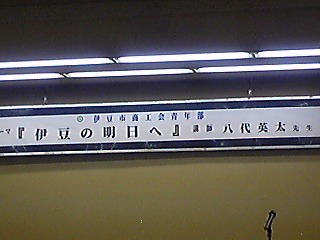 伊豆市商工会青年部
ーマ『伊豆の明日へ』講師 八代英太先生